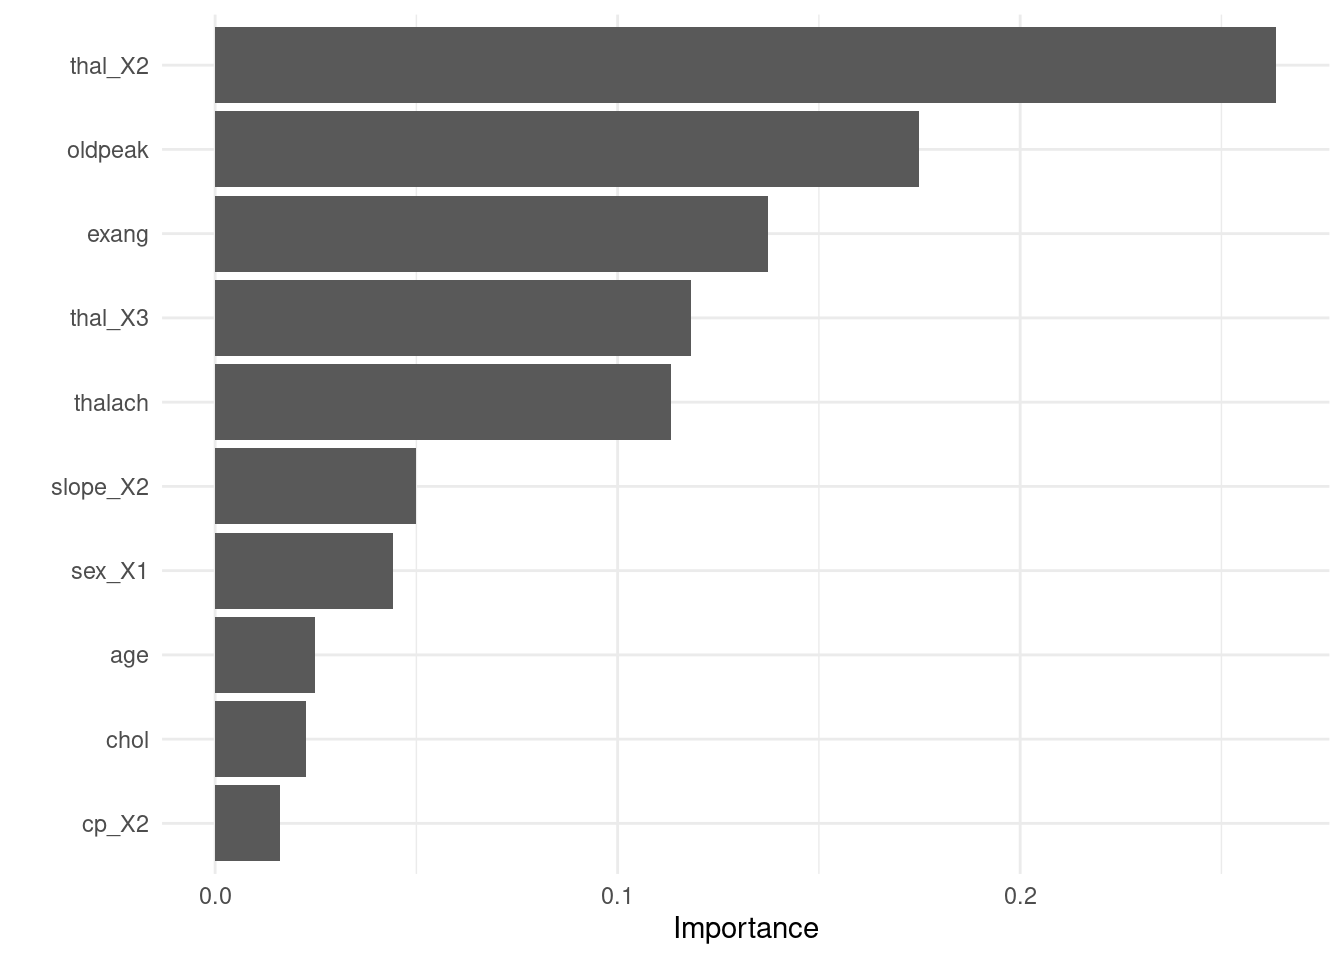 thal_X2
oldpeak
exang
thal_X3
thalach
slope_X2
sex_X1
age
chol
cp_X2
0.0 0.1 0.2
Importance